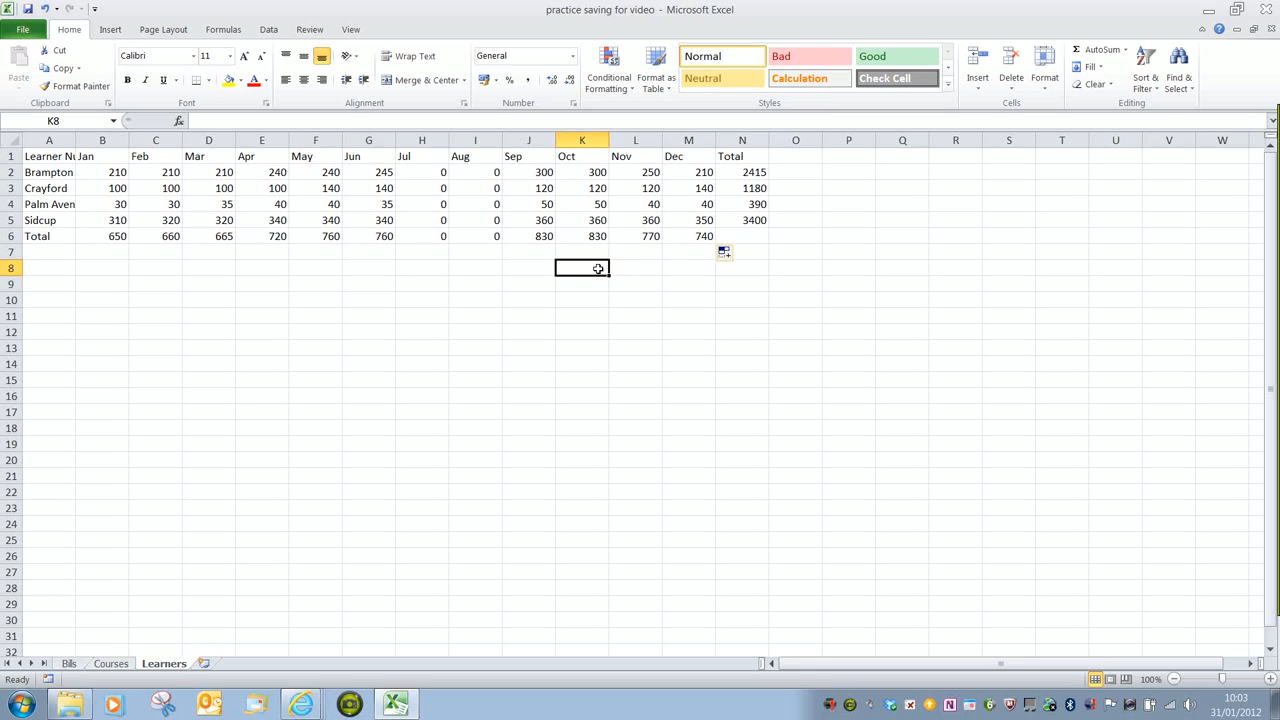 practice saving for video - Microsoft Excel
File Home Insert Page Layout Formulas Data Review View
Paste Cut Copy Format Painter Clipboard
Calibri 11 B I U Font
Wrap Text Merge & Center Alignment
General % , Number
Conditional Formatting Format as Table
Normal Bad Good
Neutral Calculation Check Cell
Styles
Insert Delete Format Cells
AutoSum Fill Clear Sort & Filter Find & Select Editing
K8 fx
A B C D E F G H I J K L M N O P Q R S T U V W
1 Learner Nu Jan Feb Mar Apr May Jun Jul Aug Sep Oct Nov Dec Total
2 Brampton 210 210 210 240 240 245 0 0 300 300 250 210 2415
3 Crayford 100 100 100 100 140 140 0 0 120 120 120 140 1180
4 Palm Aven 30 30 35 40 40 35 0 0 50 50 40 40 390
5 Sidcup 310 320 320 340 340 340 0 0 360 360 360 350 3400
6 Total 650 660 665 720 760 760 0 0 830 830 770 740
7
8
9
10
11
12
13
14
15
16
17
18
19
20
21
22
23
24
25
26
27
28
29
30
31
32
Bills Courses Learners
Ready 100%
10:03
31/01/2012